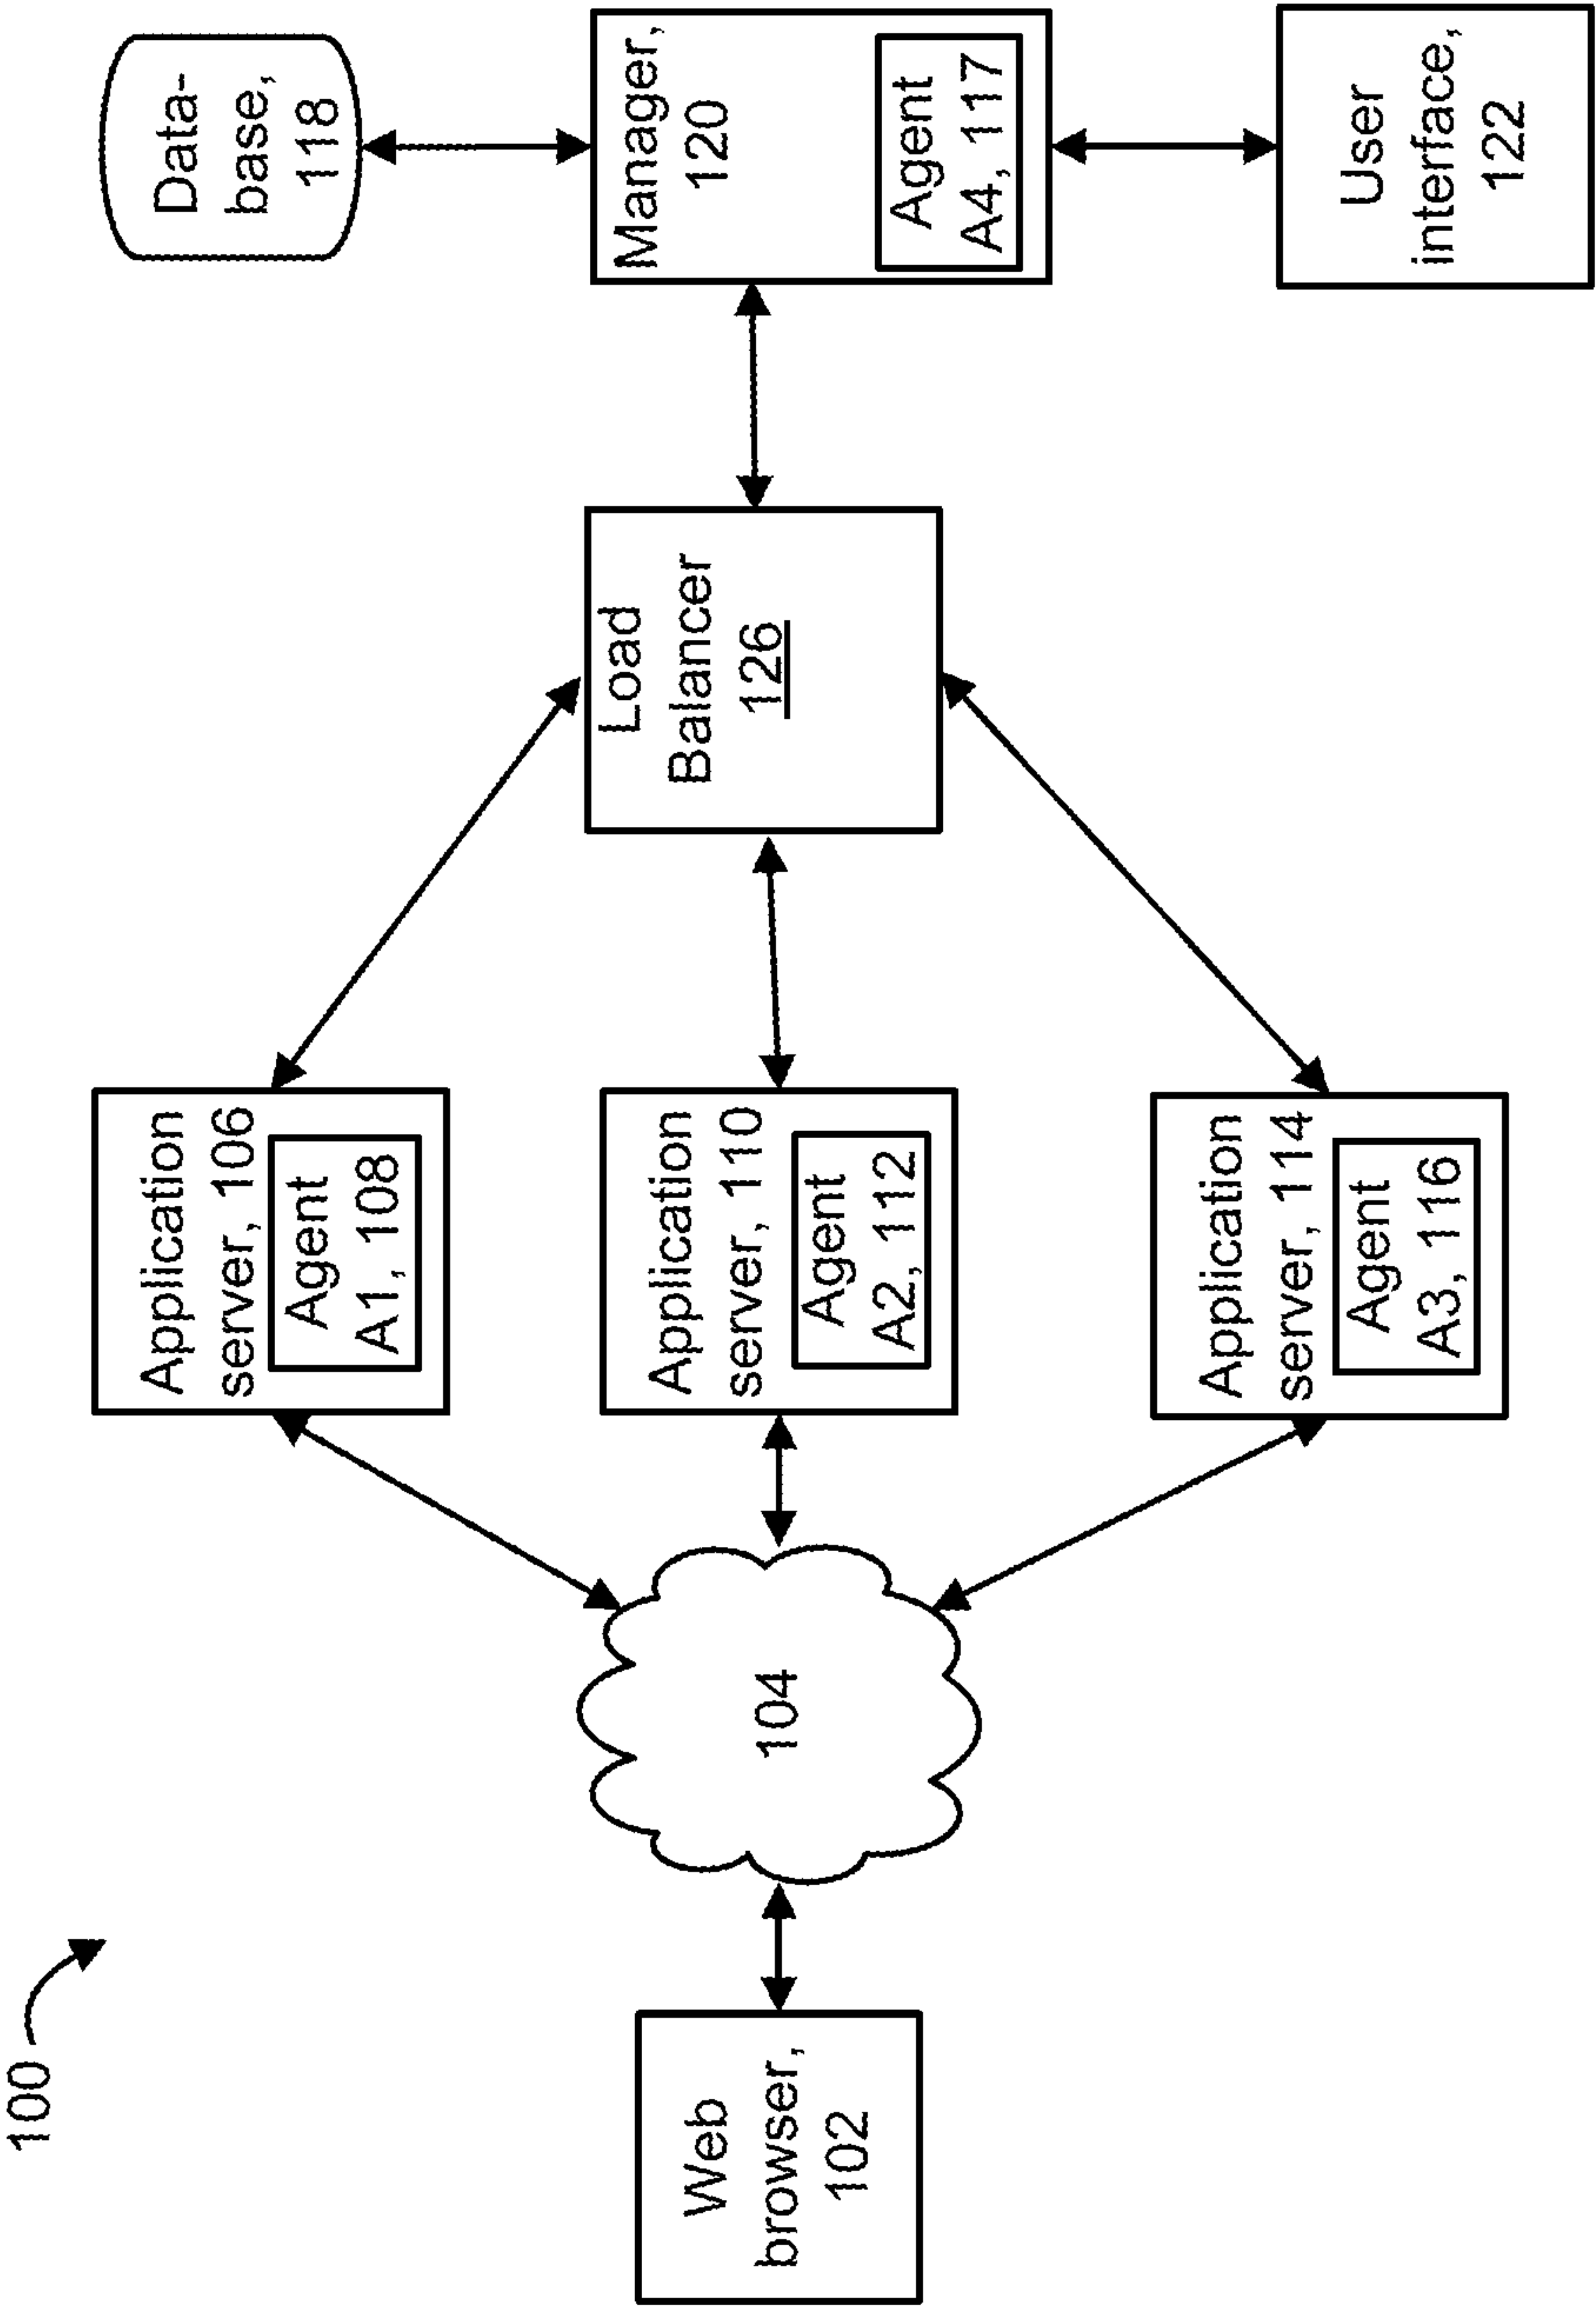 100
Web
browser,
102
104
Application
server, 106
Agent
A1, 108
Application
server, 110
Agent
A2, 112
Application
server, 114
Agent
A3, 116
Load
Balancer
126
Data-
base,
118
Manager,
120
Agent
A4, 117
User
interface,
122